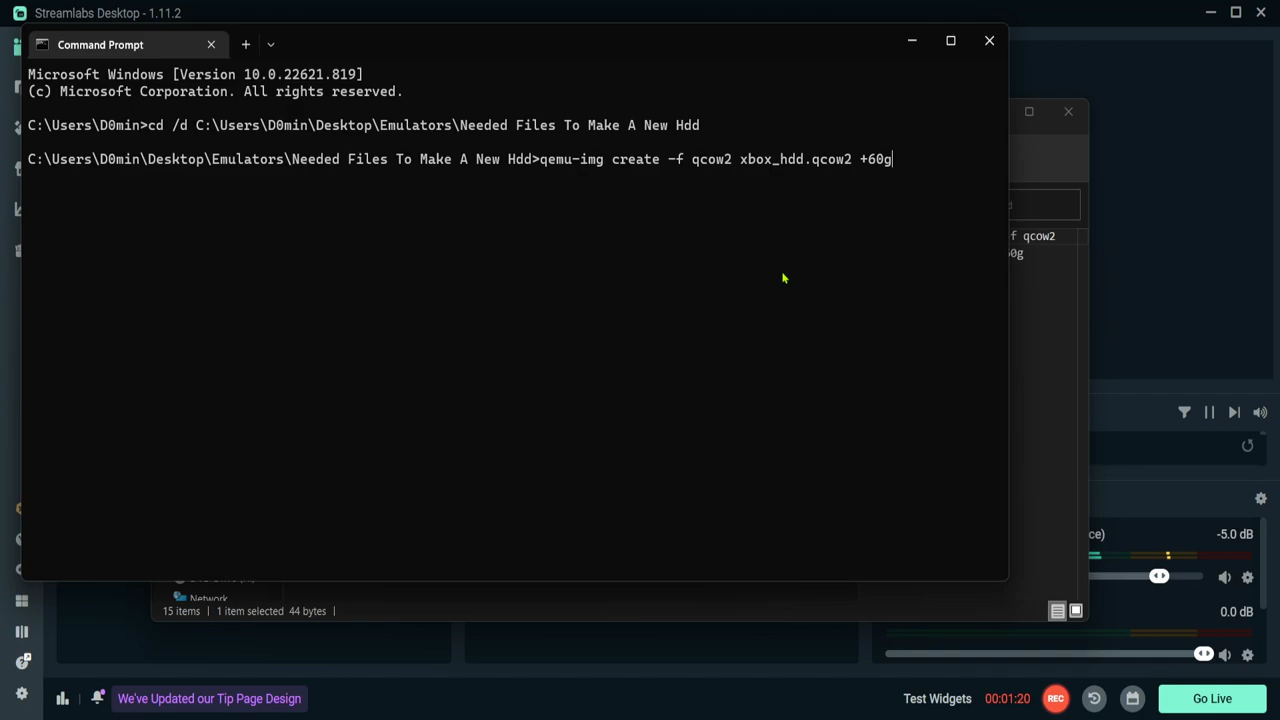 Streamlabs Desktop - 1.11.2
Command Prompt
Microsoft Windows [Version 10.0.22621.819]
(c) Microsoft Corporation. All rights reserved.
C:\Users\D0min>cd /d C:\Users\D0min\Desktop\Emulators\Needed Files To Make A New Hdd
C:\Users\D0min\Desktop\Emulators\Needed Files To Make A New Hdd>qemu-img create -f qcow2 xbox_hdd.qcow2 +60g
f qcow2
60g
ce)
-5.0 dB
Network
15 items
1 item selected 44 bytes
0.0 dB
We've Updated our Tip Page Design
Test Widgets
00:01:20
REC
Go Live